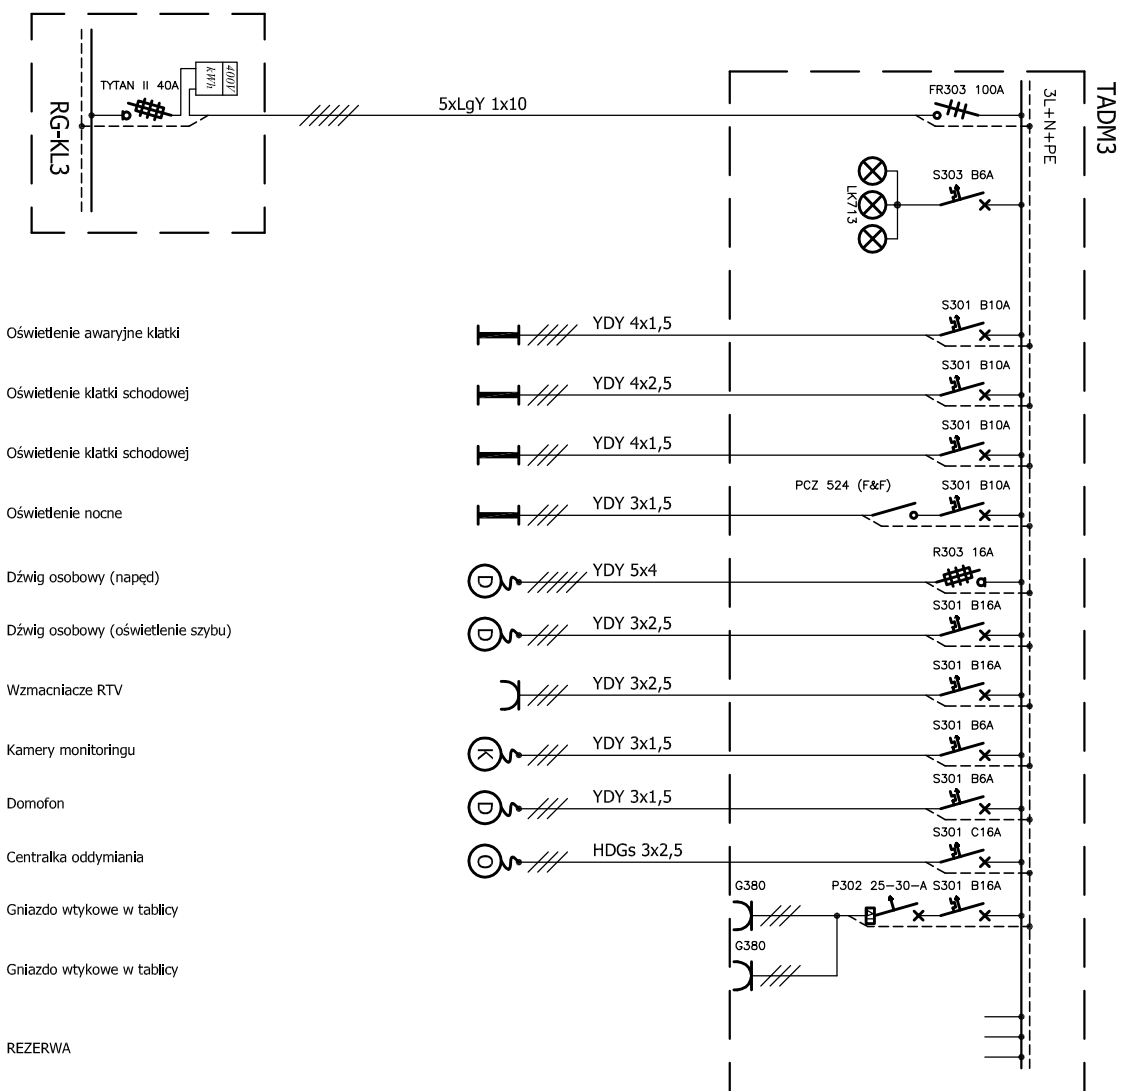 RG-KL3
TYTAN II 40A
400V
kWh
5xLgY 1x10
FR303 100A
3L+N+PE
TADM3
S303 B6A
LK713
Oświetlenie awaryjne klatki
YDY 4x1,5
S301 B10A
Oświetlenie klatki schodowej
YDY 4x2,5
S301 B10A
Oświetlenie klatki schodowej
YDY 4x1,5
S301 B10A
Oświetlenie nocne
YDY 3x1,5
PCZ 524 (F&F)
S301 B10A
Dźwig osobowy (napęd)
D
YDY 5x4
R303 16A
Dźwig osobowy (oświetlenie szybu)
D
YDY 3x2,5
S301 B16A
Wzmacniacze RTV
YDY 3x2,5
S301 B16A
Kamery monitoringu
K
YDY 3x1,5
S301 B6A
Domofon
D
YDY 3x1,5
S301 B6A
Centralka oddymiania
O
HDGs 3x2,5
S301 C16A
Gniazdo wtykowe w tablicy
G380
P302 25-30-A
S301 B16A
Gniazdo wtykowe w tablicy
G380
REZERWA